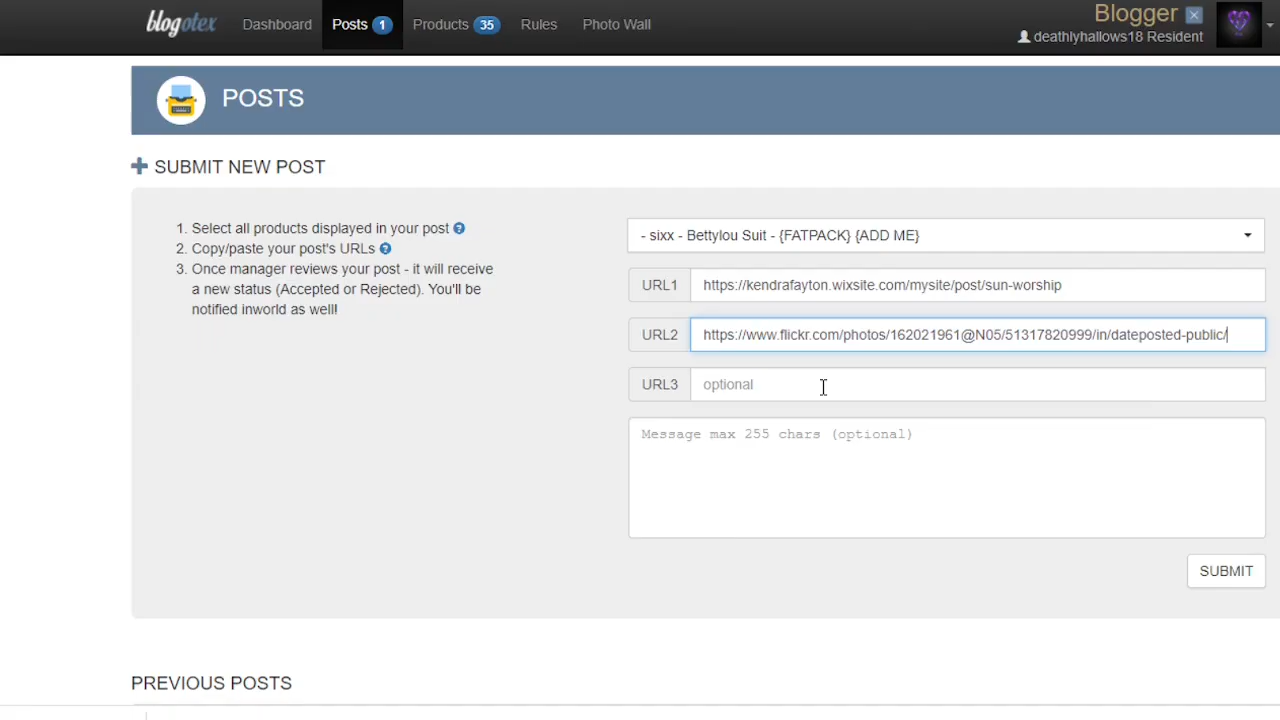 blogotex Dashboard Posts 1 Products 35 Rules Photo Wall
Blogger
deathlyhallows18 Resident
POSTS
SUBMIT NEW POST
1. Select all products displayed in your post ?
2. Copy/paste your post's URLs ?
3. Once manager reviews your post - it will receive
a new status (Accepted or Rejected). You'll be
notified inworld as well!
- sixx - Bettylou Suit - {FATPACK} {ADD ME}
URL1 https://kendrafayton.wixsite.com/mysite/post/sun-worship
URL2 https://www.flickr.com/photos/162021961@N05/51317820999/in/dateposted-public/
URL3 optional
Message max 255 chars (optional)
SUBMIT
PREVIOUS POSTS